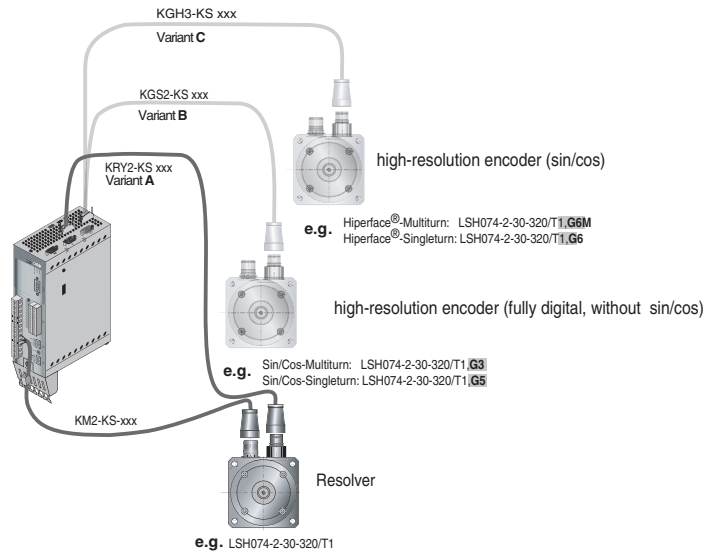 KGH3-KS xxx
Variant C
KGS2-KS xxx
Variant B
KRY2-KS xxx
Variant A
high-resolution encoder (sin/cos)
e.g. Hiperface®-Multiturn: LSH074-2-30-320/T1,G6M
Hiperface®-Singleturn: LSH074-2-30-320/T1,G6
high-resolution encoder (fully digital, without sin/cos)
e.g. Sin/Cos-Multiturn: LSH074-2-30-320/T1,G3
Sin/Cos-Singleturn: LSH074-2-30-320/T1,G5
KM2-KS-xxx
Resolver
e.g. LSH074-2-30-320/T1